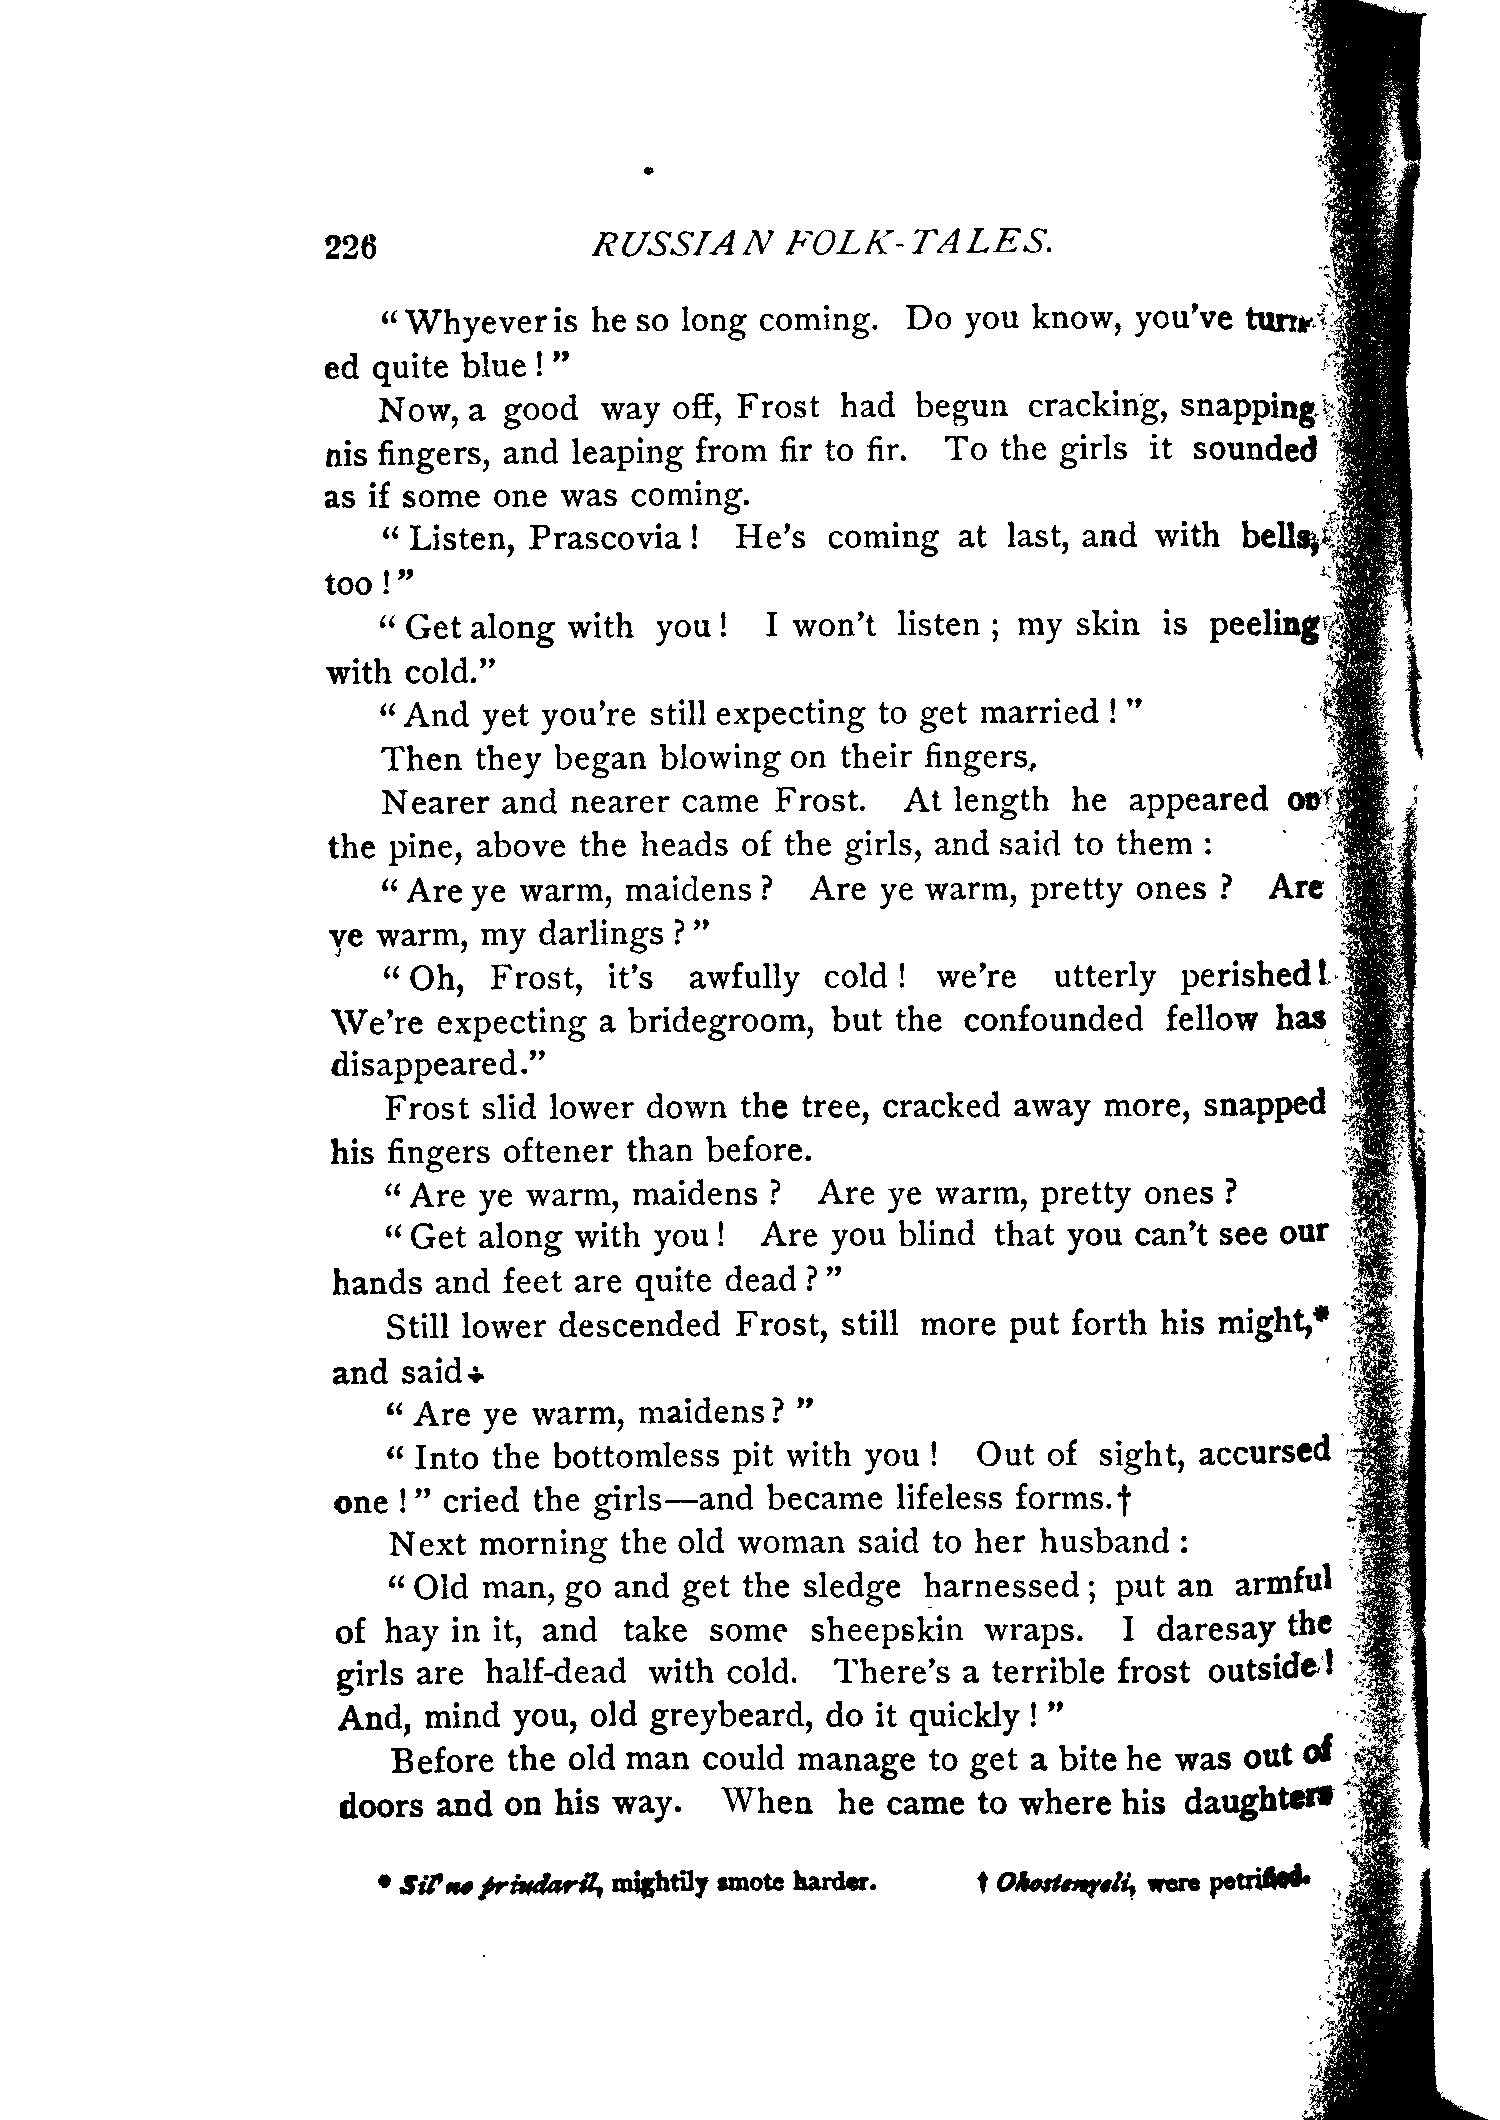 226 RUSSIAN FOLK-TALES.
“Whyever is he so long coming. Do you know, you've turn-
ed quite blue!”
Now, a good way off, Frost had begun cracking, snapping
his fingers, and leaping from fir to fir. To the girls it sounded
as if some one was coming.
“Listen, Prascovia! He's coming at last, and with bells,
too!”
“Get along with you! I won't listen; my skin is peeling
with cold.”
“And yet you're still expecting to get married!”
Then they began blowing on their fingers,
Nearer and nearer came Frost. At length he appeared on
the pine, above the heads of the girls, and said to them:
“Are ye warm, maidens? Are ye warm, pretty ones? Are
ye warm, my darlings?”
“Oh, Frost, it's awfully cold! we're utterly perished!
We're expecting a bridegroom, but the confounded fellow has
disappeared.”
Frost slid lower down the tree, cracked away more, snapped
his fingers oftener than before.
“Are ye warm, maidens? Are ye warm, pretty ones?
“Get along with you! Are you blind that you can't see our
hands and feet are quite dead?”
Still lower descended Frost, still more put forth his might,*
and said:
“Are ye warm, maidens?”
“Into the bottomless pit with you! Out of sight, accursed
one!” cried the girls—and became lifeless forms.†
Next morning the old woman said to her husband:
“Old man, go and get the sledge harnessed; put an armful
of hay in it, and take some sheepskin wraps. I daresay the
girls are half-dead with cold. There's a terrible frost outside!
And, mind you, old greybeard, do it quickly!”
Before the old man could manage to get a bite he was out of
doors and on his way. When he came to where his daughters
* Sil'no priudaril, mightily smote harder. † Okostenyeli, were petrified.